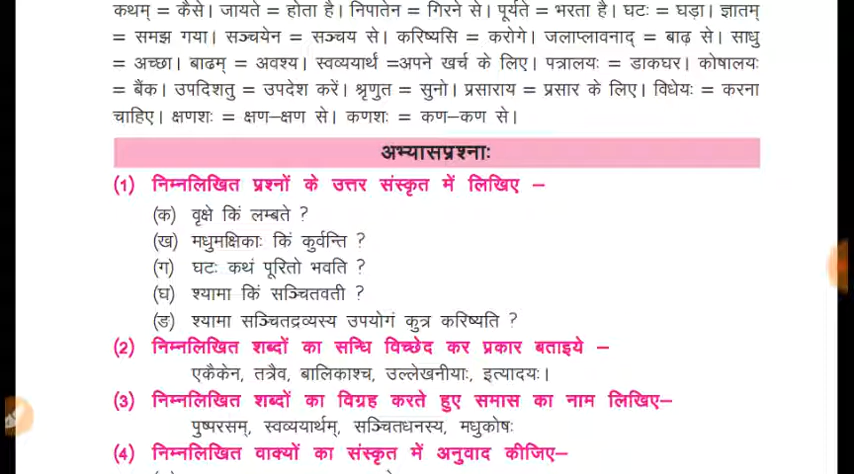 कथम् = कैसे। जायते = होता है। निपातेन = गिरने से। पूर्यते = भरता है। घटः = घड़ा। ज्ञातम्
= समझ गया। सञ्चयेन = सञ्चय से। करिष्यसि = करोगे। जलाप्लावनाद् = बाढ़ से। साधु
= अच्छा। बाढम् = अवश्य। स्वव्ययार्थं =अपने खर्च के लिए। पत्रालयः = डाकघर। कोषालयः
= बैंक। उपदिशतु = उपदेश करें। श्रृणुत = सुनो। प्रसाराय = प्रसार के लिए। विधेयः = करना
चाहिए। क्षणशः = क्षण-क्षण से। कणशः = कण-कण से।
अभ्यासप्रश्नाः
(1) निम्नलिखित प्रश्नों के उत्तर संस्कृत में लिखिए –
(क) वृक्षे किं लम्बते ?
(ख) मधुमक्षिकाः किं कुर्वन्ति ?
(ग) घटः कथं पूरितो भवति ?
(घ) श्यामा किं सञ्चितवती ?
(ङ) श्यामा सञ्चितद्रव्यस्य उपयोगं कुत्र करिष्यति ?
(2) निम्नलिखित शब्दों का सन्धि विच्छेद कर प्रकार बताइये –
एकैकेन, तत्रैव, बालिकाश्च, उल्लेखनीयाः, इत्यादयः।
(3) निम्नलिखित शब्दों का विग्रह करते हुए समास का नाम लिखिए–
पुष्परसम्, स्वव्ययार्थम्, सञ्चितधनस्य, मधुकोषः
(4) निम्नलिखित वाक्यों का संस्कृत में अनुवाद कीजिए–